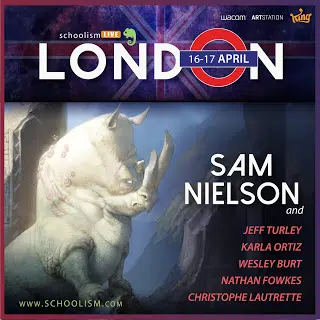 wacom ARTSTATION King
schoolism LIVE
LONDON
16-17 APRIL
SAM
NIELSON
and
JEFF TURLEY
KARLA ORTIZ
WESLEY BURT
NATHAN FOWKES
CHRISTOPHE LAUTRETTE
WWW.SCHOOLISM.COM